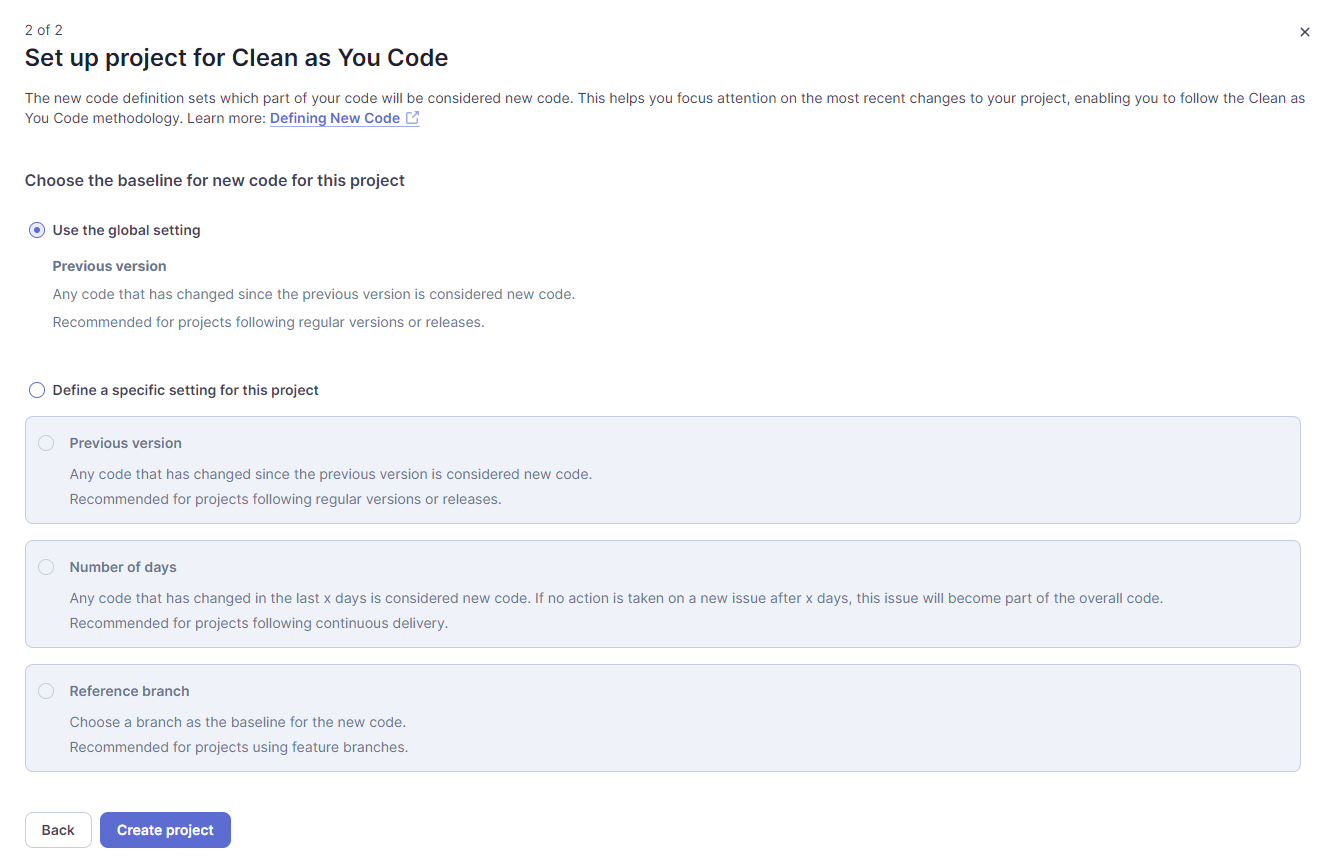 2 of 2
Set up project for Clean as You Code
The new code definition sets which part of your code will be considered new code. This helps you focus attention on the most recent changes to your project, enabling you to follow the Clean as
You Code methodology. Learn more: Defining New Code
Choose the baseline for new code for this project
Use the global setting
Previous version
Any code that has changed since the previous version is considered new code.
Recommended for projects following regular versions or releases.
Define a specific setting for this project
Previous version
Any code that has changed since the previous version is considered new code.
Recommended for projects following regular versions or releases.
Number of days
Any code that has changed in the last x days is considered new code. If no action is taken on a new issue after x days, this issue will become part of the overall code.
Recommended for projects following continuous delivery.
Reference branch
Choose a branch as the baseline for the new code.
Recommended for projects using feature branches.
Back Create project